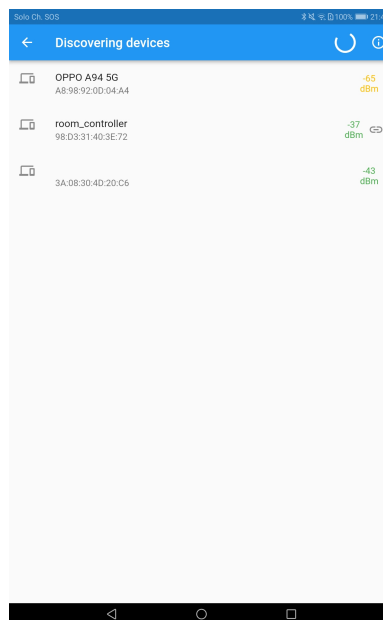 Solo Ch. SOS 100% 21:4
Discovering devices
OPPO A94 5G
A8:98:92:0D:04:A4
-65
dBm
room_controller
98:D3:31:40:3E:72
-37
dBm
-43
dBm
3A:08:30:4D:20:C6